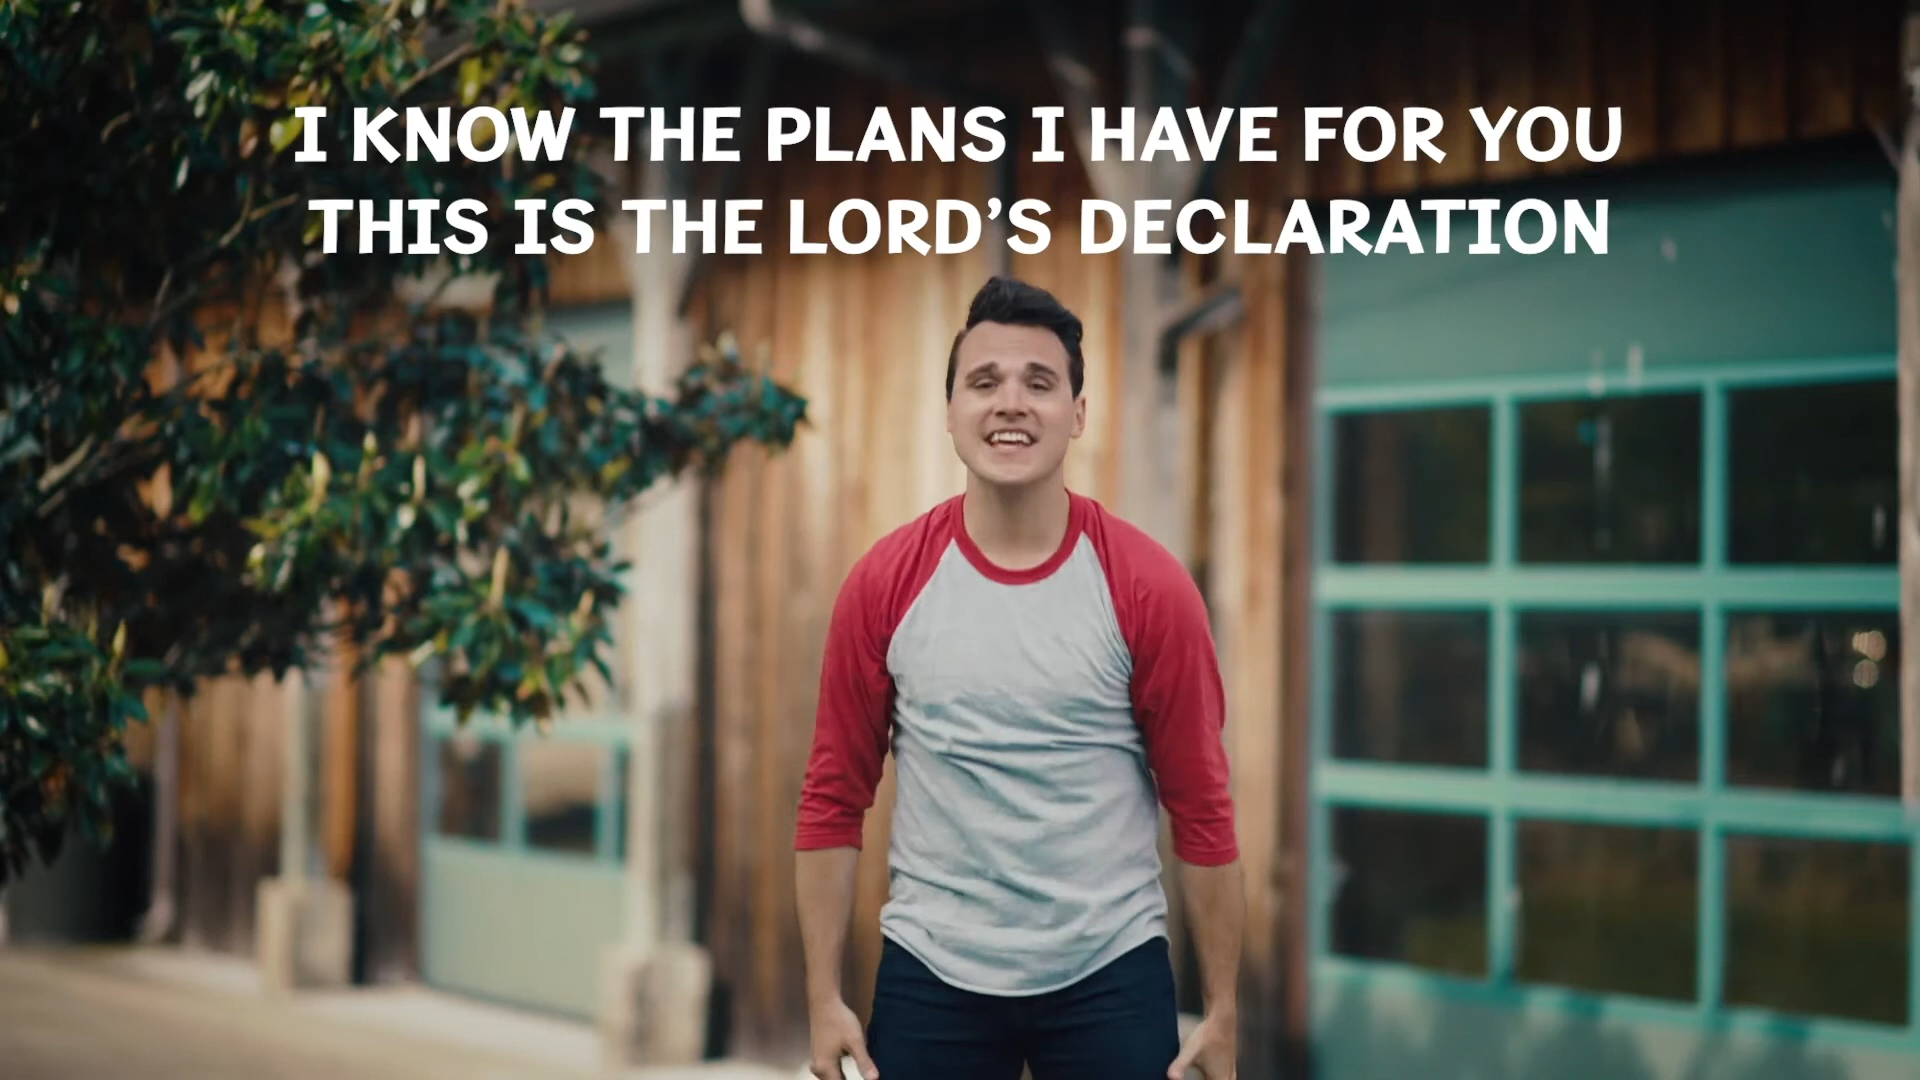 I KNOW THE PLANS I HAVE FOR YOU
THIS IS THE LORD’S DECLARATION